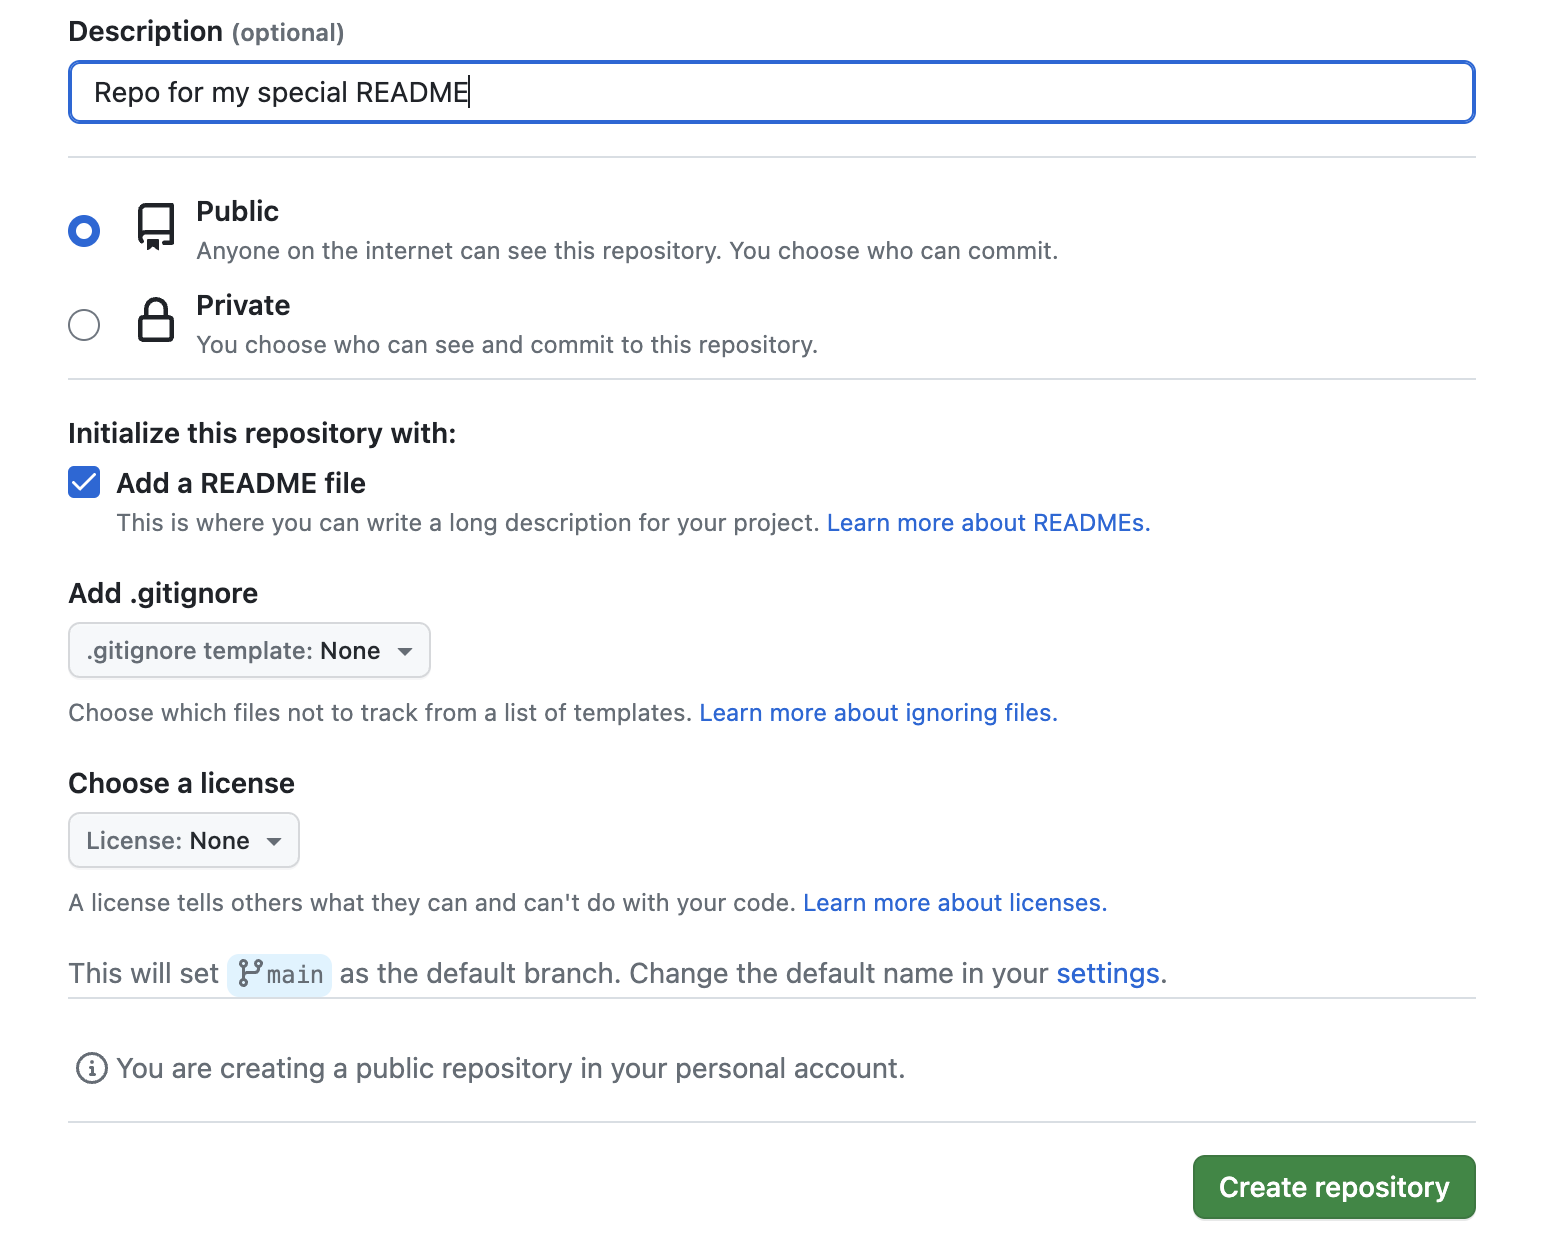 Description (optional)
Repo for my special README
Public
Anyone on the internet can see this repository. You choose who can commit.
Private
You choose who can see and commit to this repository.
Initialize this repository with:
Add a README file
This is where you can write a long description for your project. Learn more about READMEs.
Add .gitignore
.gitignore template: None
Choose which files not to track from a list of templates. Learn more about ignoring files.
Choose a license
License: None
A license tells others what they can and can't do with your code. Learn more about licenses.
This will set main as the default branch. Change the default name in your settings.
You are creating a public repository in your personal account.
Create repository